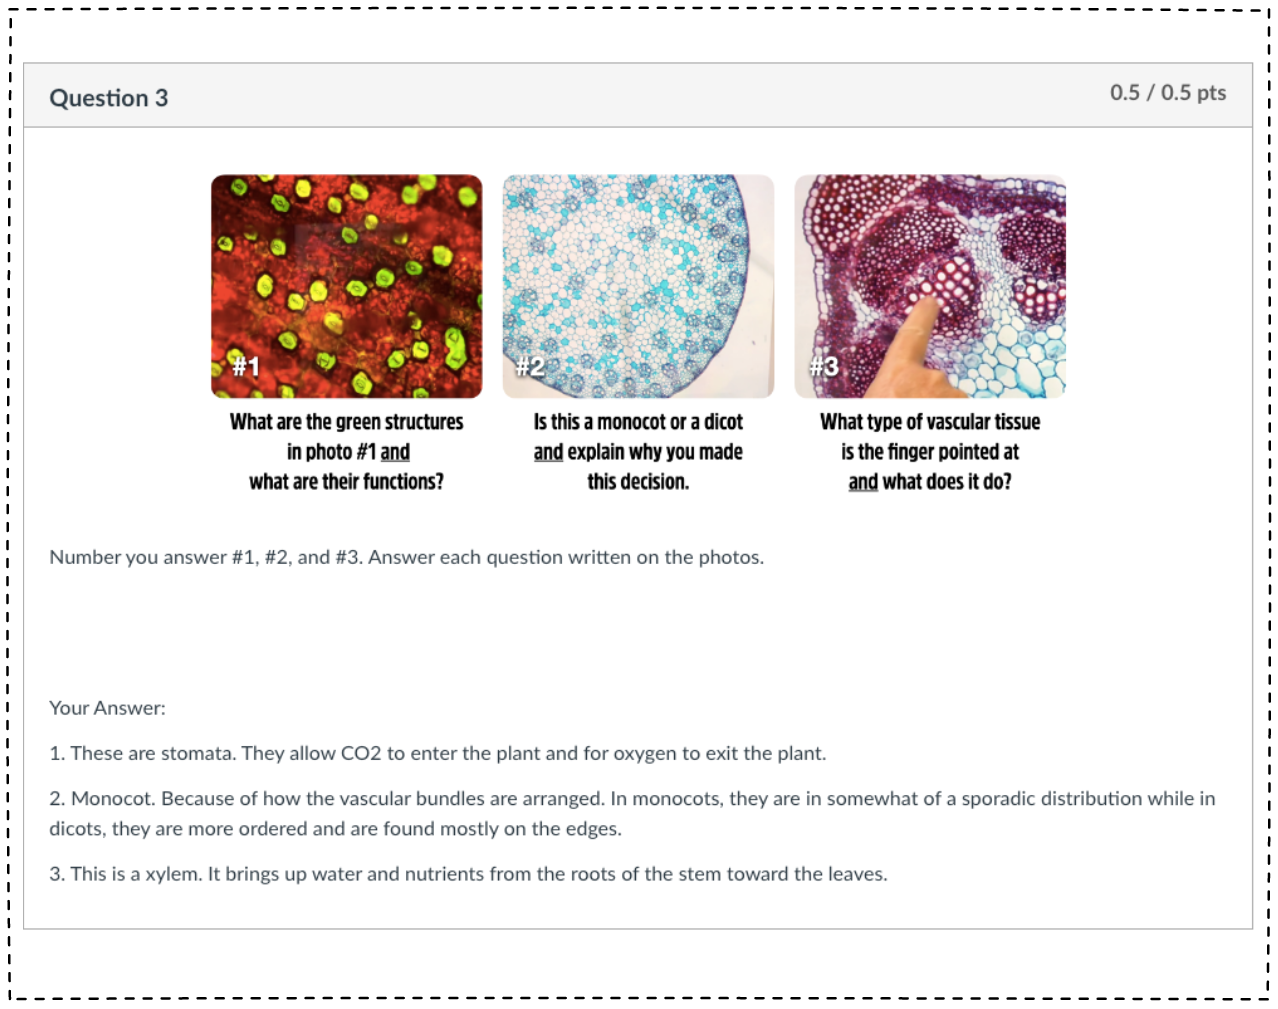 Question 3
0.5 / 0.5 pts
#1
#2
#3
What are the green structures
in photo #1 and
what are their functions?
Is this a monocot or a dicot
and explain why you made
this decision.
What type of vascular tissue
is the finger pointed at
and what does it do?
Number you answer #1, #2, and #3. Answer each question written on the photos.
Your Answer:
1. These are stomata. They allow CO2 to enter the plant and for oxygen to exit the plant.
2. Monocot. Because of how the vascular bundles are arranged. In monocots, they are in somewhat of a sporadic distribution while in
dicots, they are more ordered and are found mostly on the edges.
3. This is a xylem. It brings up water and nutrients from the roots of the stem toward the leaves.